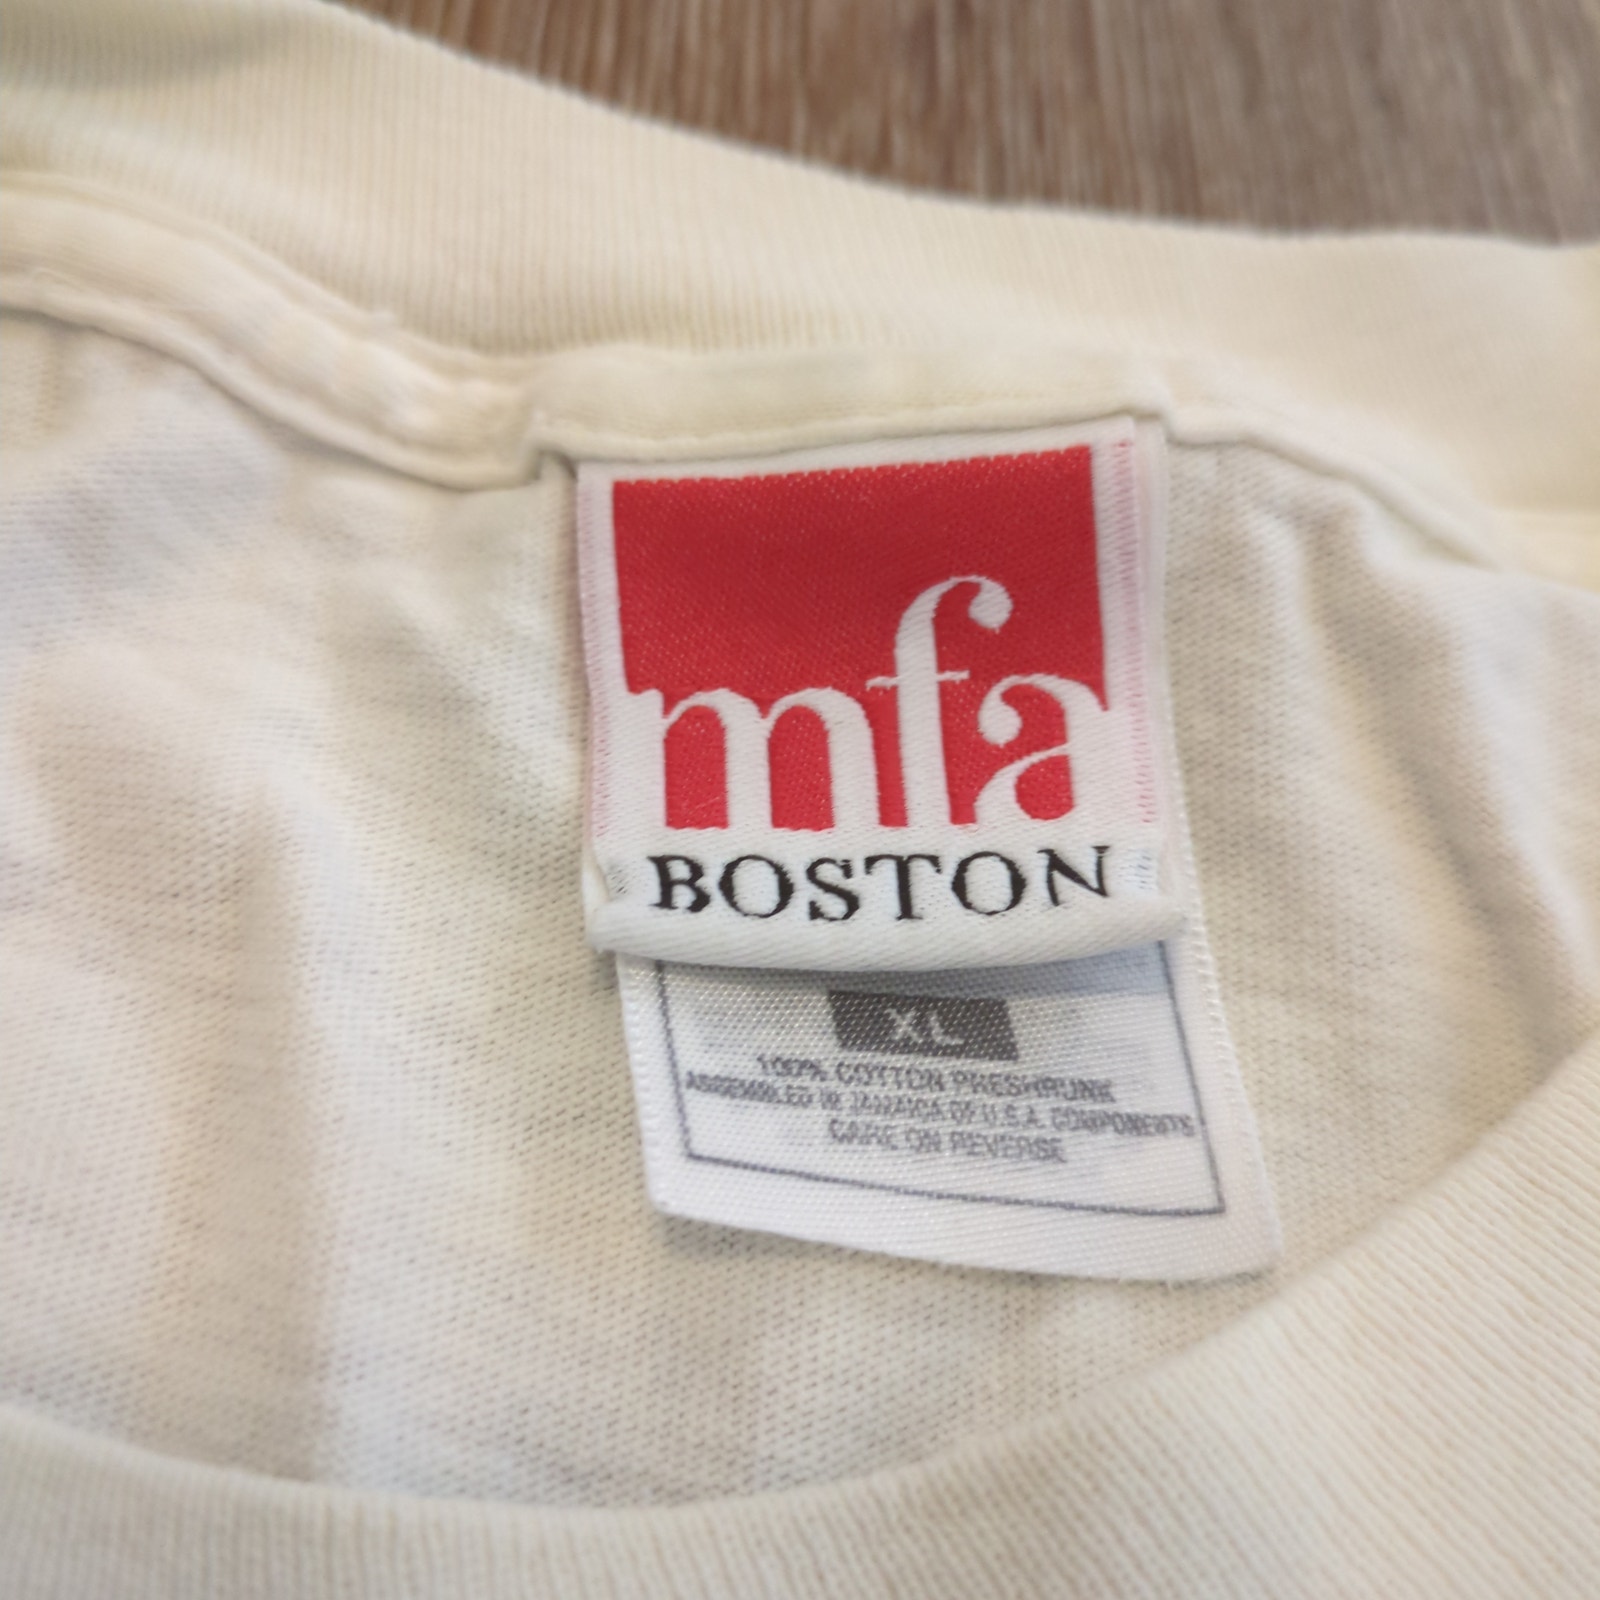 mfa
BOSTON
XL
100% COTTON PRESHRUNK
ASSEMBLED IN JAMAICA OF U.S.A. COMPONENTS
CARE ON REVERSE